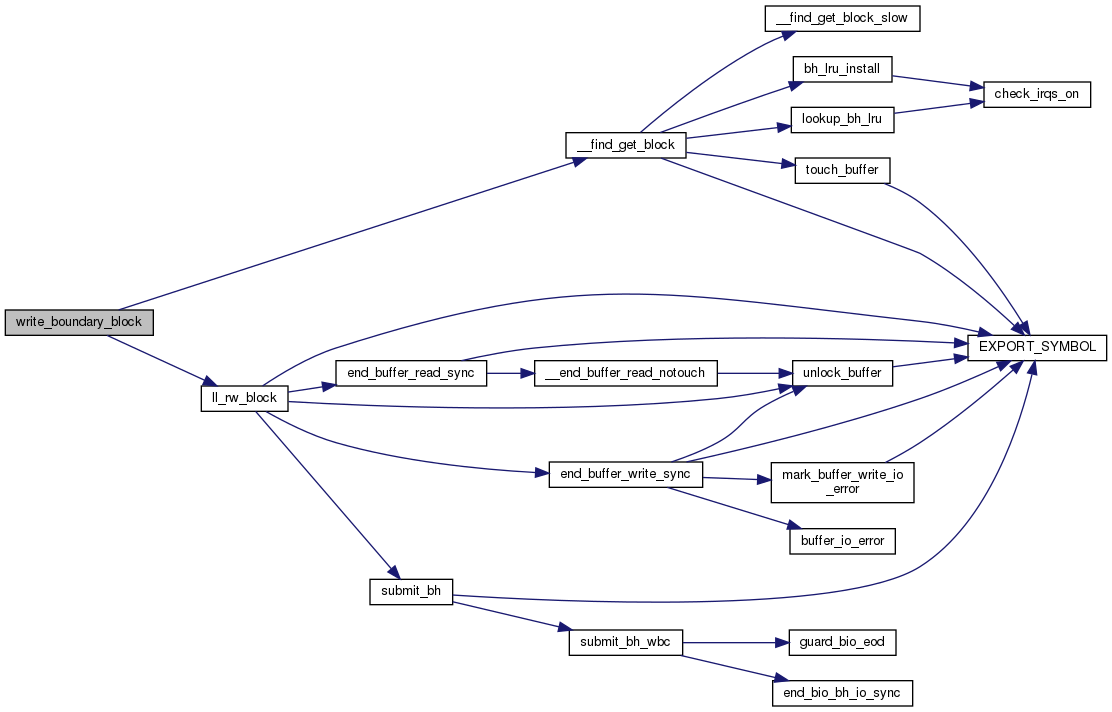 __find_get_block_slow
bh_lru_install
check_irqs_on
lookup_bh_lru
__find_get_block
touch_buffer
write_boundary_block
EXPORT_SYMBOL
end_buffer_read_sync
__end_buffer_read_notouch
unlock_buffer
ll_rw_block
end_buffer_write_sync
mark_buffer_write_io
_error
buffer_io_error
submit_bh
submit_bh_wbc
guard_bio_eod
end_bio_bh_io_sync